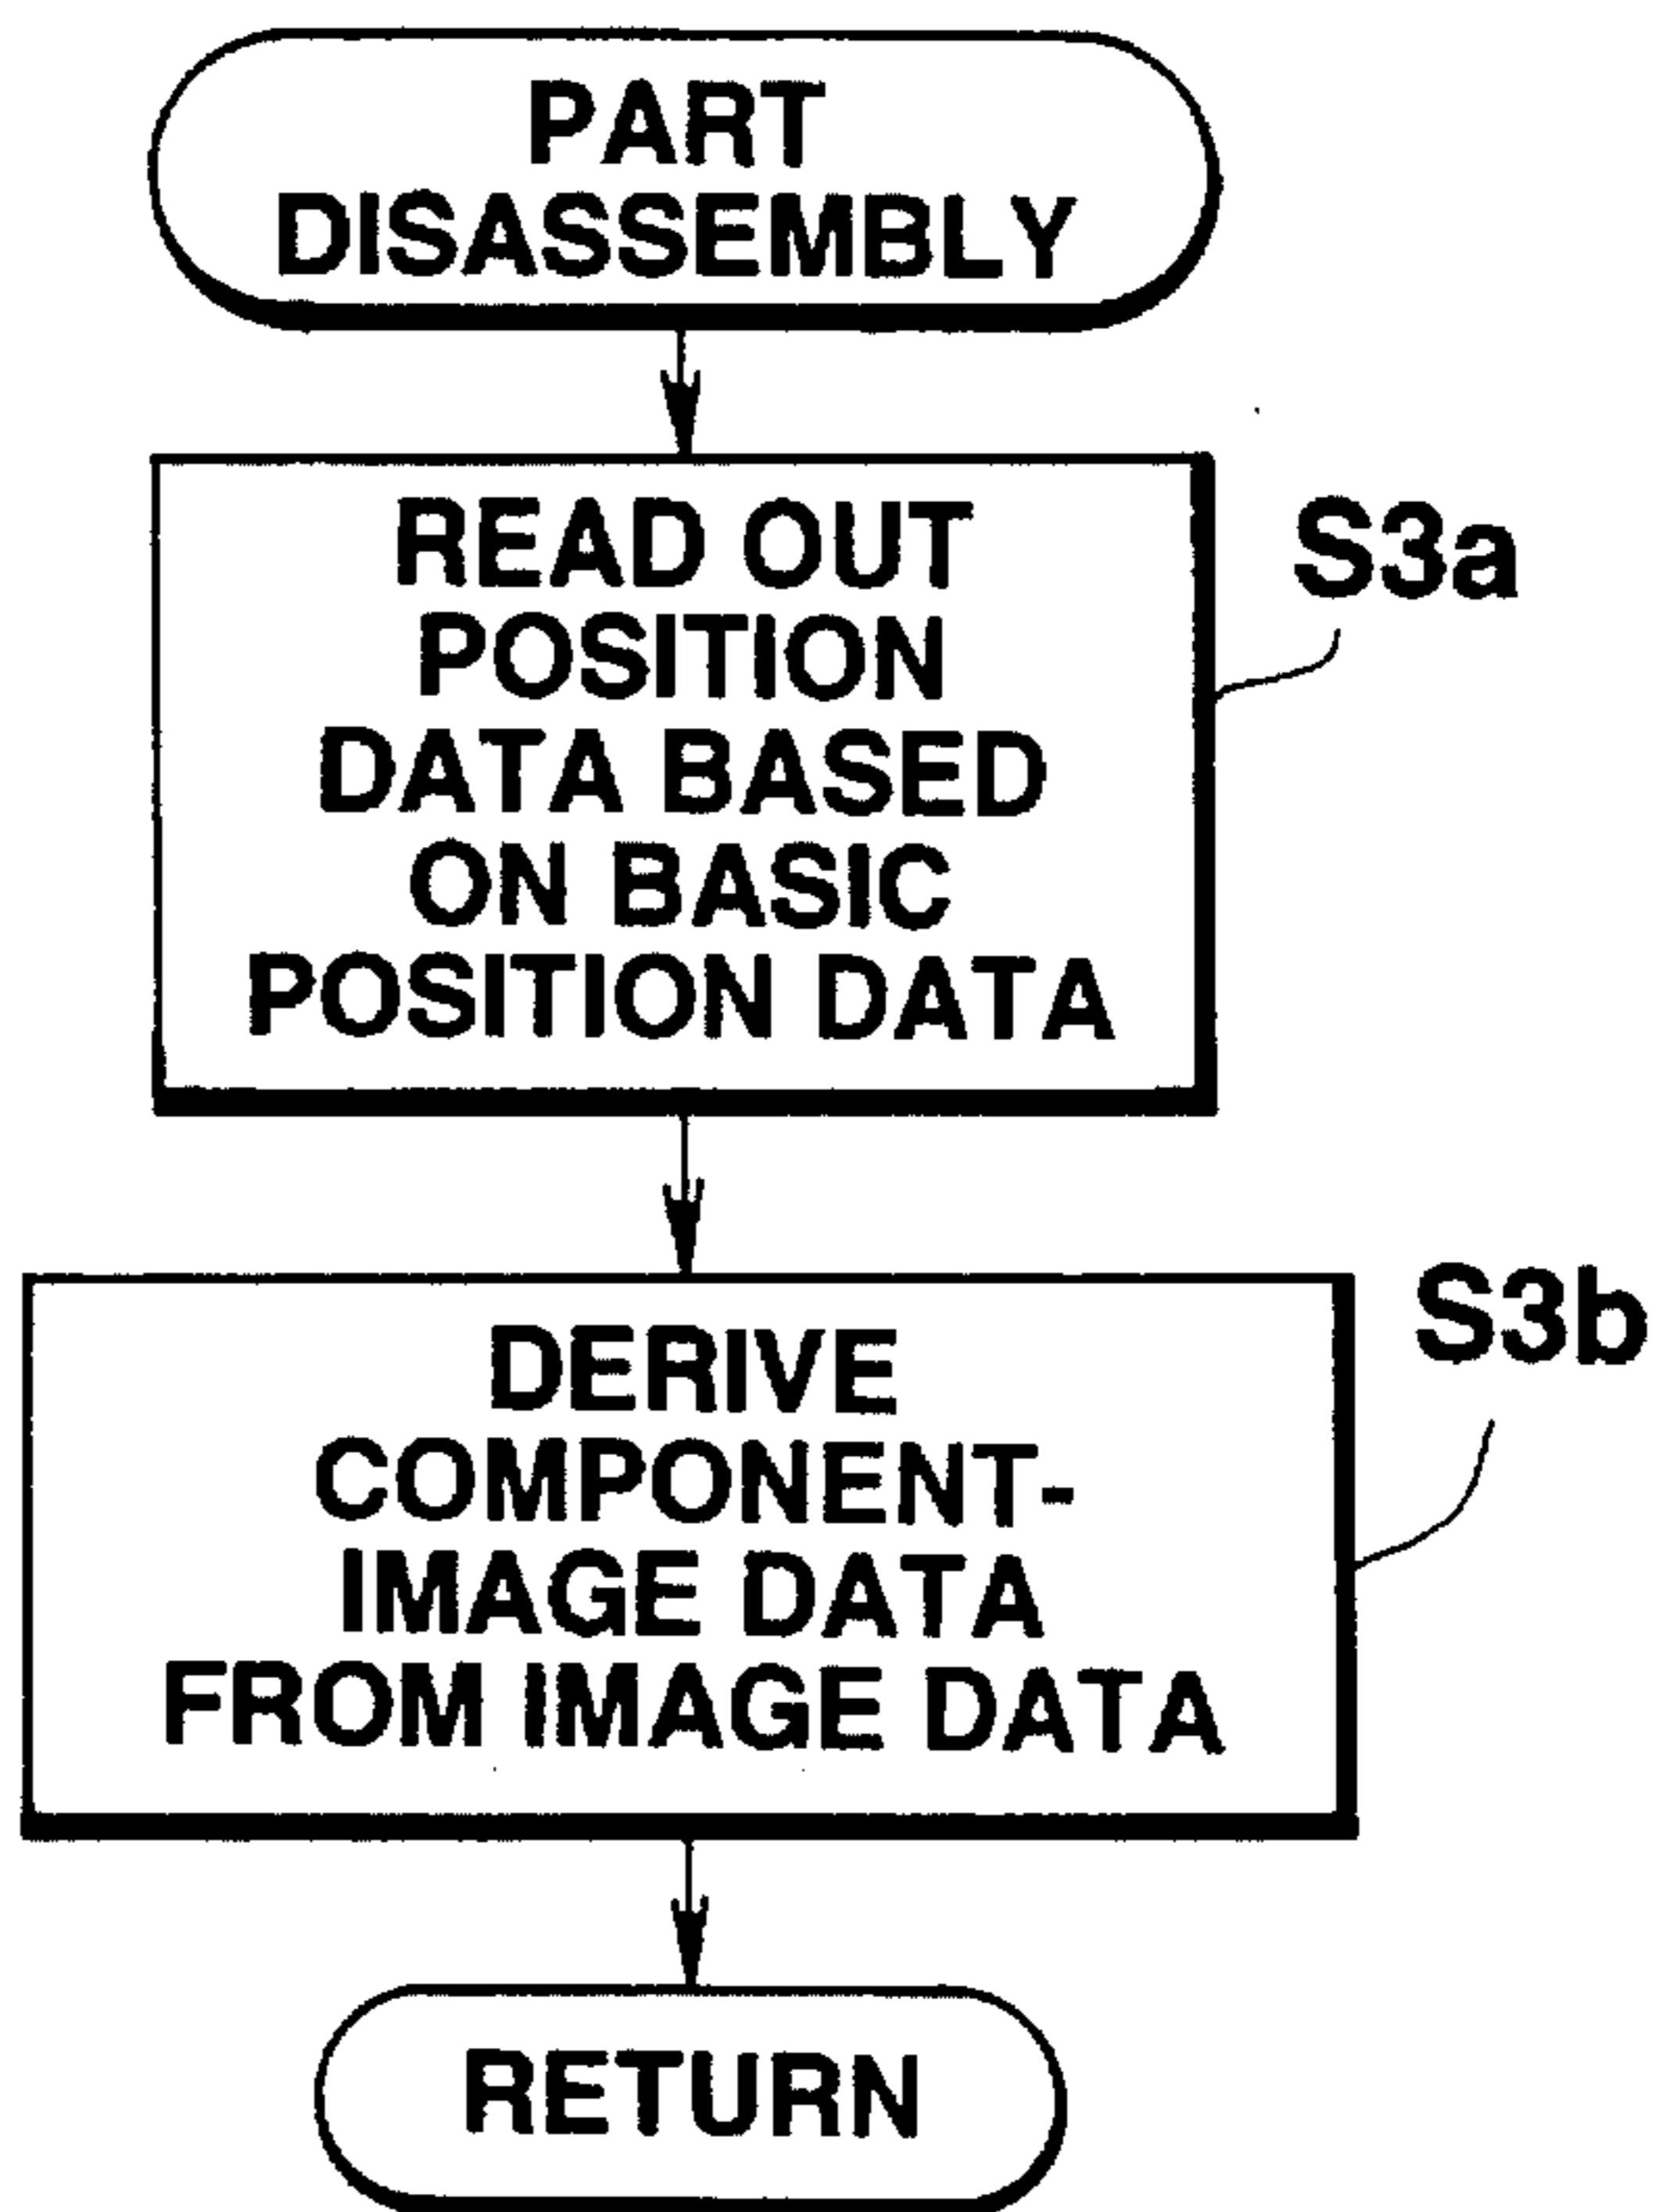 PART
DISASSEMBLY
READ OUT
POSITION
DATA BASED
ON BASIC
POSITION DATA
S3a
DERIVE
COMPONENT-
IMAGE DATA
FROM IMAGE DATA
S3b
RETURN